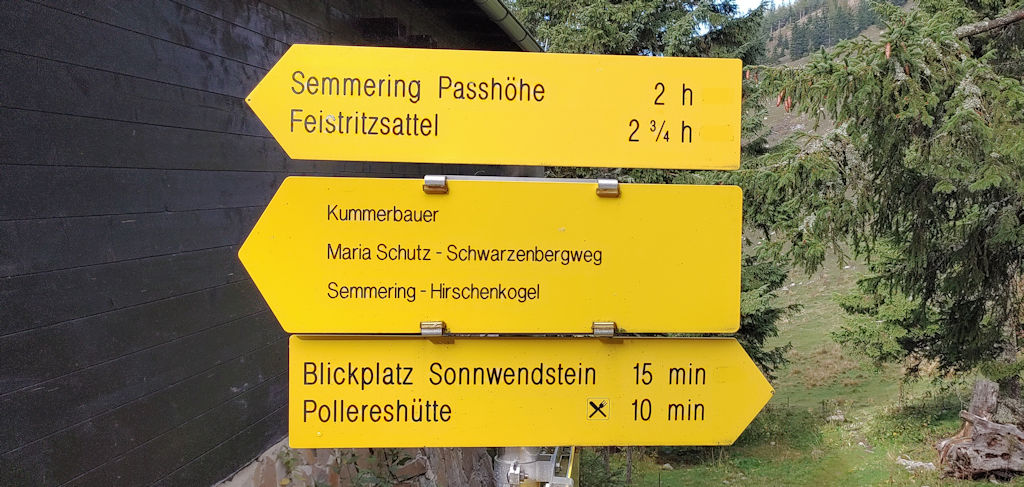 Semmering Passhöhe 2 h
Feistritzsattel 2 ¾ h
Kummerbauer
Maria Schutz - Schwarzenbergweg
Semmering - Hirschenkogel
Blickplatz Sonnwendstein 15 min
Pollereshütte 10 min